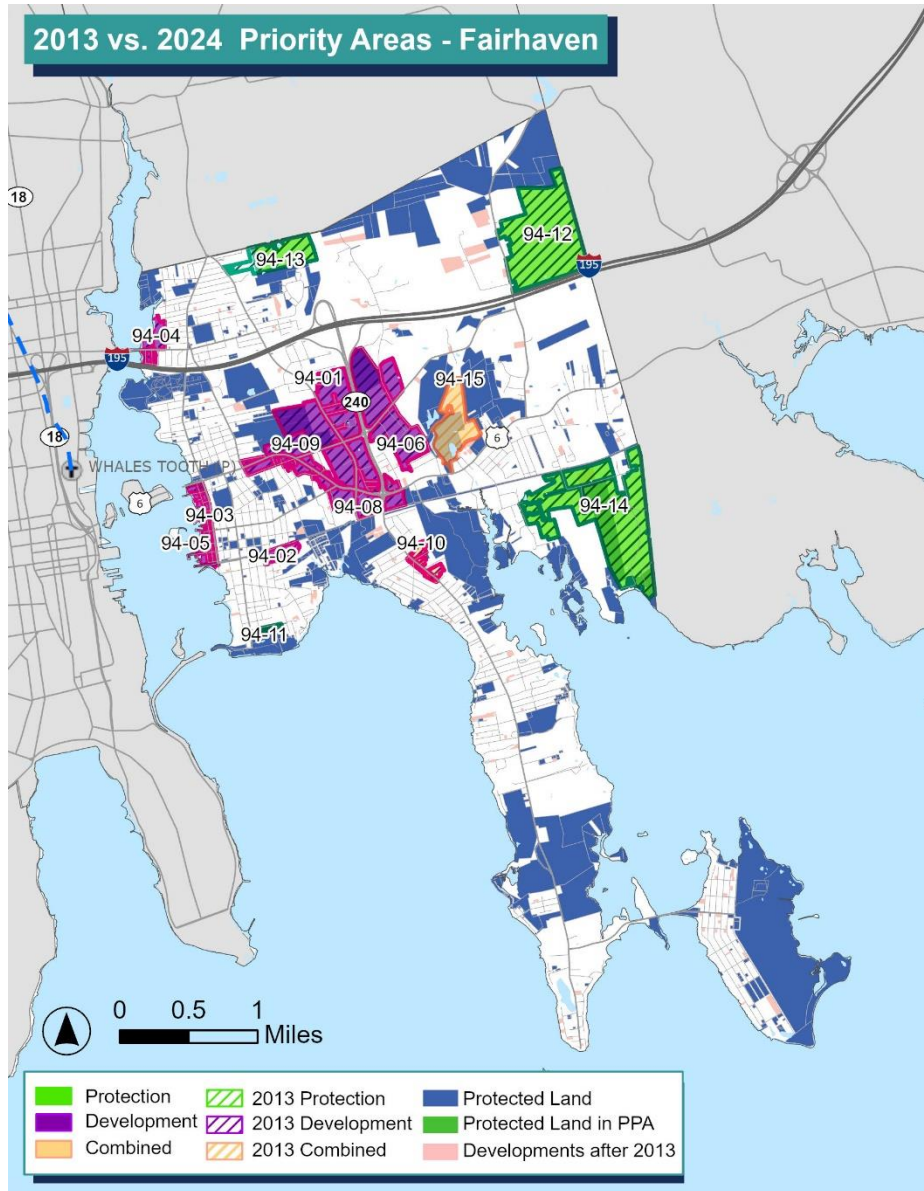 2013 vs. 2024 Priority Areas - Fairhaven
18
94-12
94-13
195
94-04
195
94-01
94-15
240
18
94-09
94-06
6
WHALES TOOTH (P)
6
94-03
94-08
94-14
94-05
94-02
94-10
94-11
0 0.5 1
Miles
Protection
2013 Protection
Protected Land
Development
2013 Development
Protected Land in PPA
Combined
2013 Combined
Developments after 2013